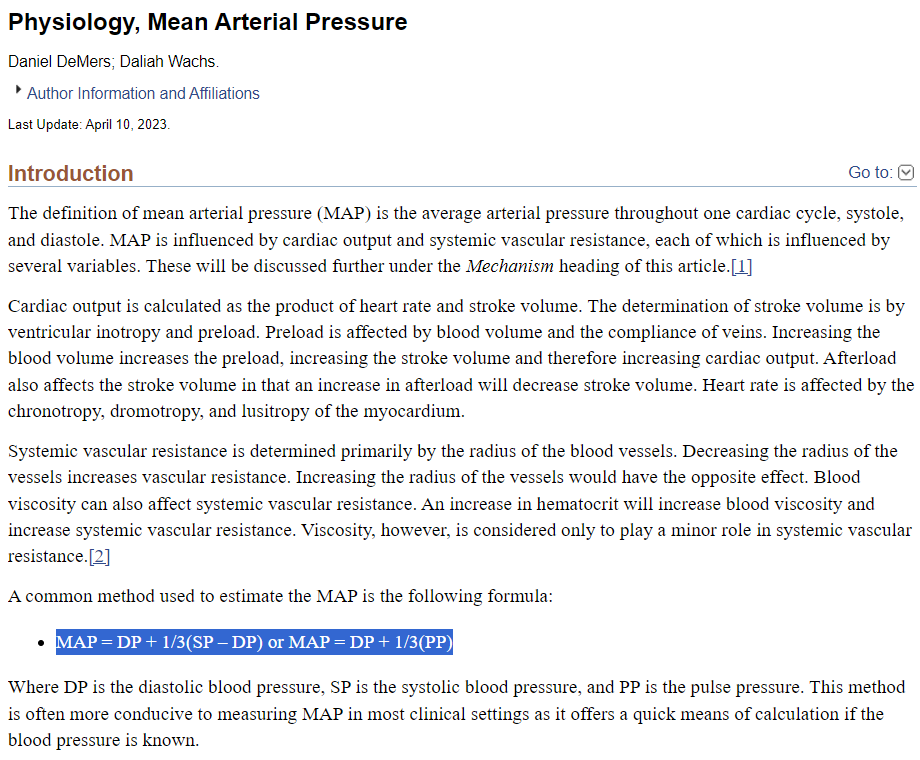 Physiology, Mean Arterial Pressure
Daniel DeMers; Daliah Wachs.
Author Information and Affiliations
Last Update: April 10, 2023.
Introduction
Go to:
The definition of mean arterial pressure (MAP) is the average arterial pressure throughout one cardiac cycle, systole,
and diastole. MAP is influenced by cardiac output and systemic vascular resistance, each of which is influenced by
several variables. These will be discussed further under the Mechanism heading of this article.[1]
Cardiac output is calculated as the product of heart rate and stroke volume. The determination of stroke volume is by
ventricular inotropy and preload. Preload is affected by blood volume and the compliance of veins. Increasing the
blood volume increases the preload, increasing the stroke volume and therefore increasing cardiac output. Afterload
also affects the stroke volume in that an increase in afterload will decrease stroke volume. Heart rate is affected by the
chronotropy, dromotropy, and lusitropy of the myocardium.
Systemic vascular resistance is determined primarily by the radius of the blood vessels. Decreasing the radius of the
vessels increases vascular resistance. Increasing the radius of the vessels would have the opposite effect. Blood
viscosity can also affect systemic vascular resistance. An increase in hematocrit will increase blood viscosity and
increase systemic vascular resistance. Viscosity, however, is considered only to play a minor role in systemic vascular
resistance.[2]
A common method used to estimate the MAP is the following formula:
• MAP = DP + 1/3(SP – DP) or MAP = DP + 1/3(PP)
Where DP is the diastolic blood pressure, SP is the systolic blood pressure, and PP is the pulse pressure. This method
is often more conducive to measuring MAP in most clinical settings as it offers a quick means of calculation if the
blood pressure is known.